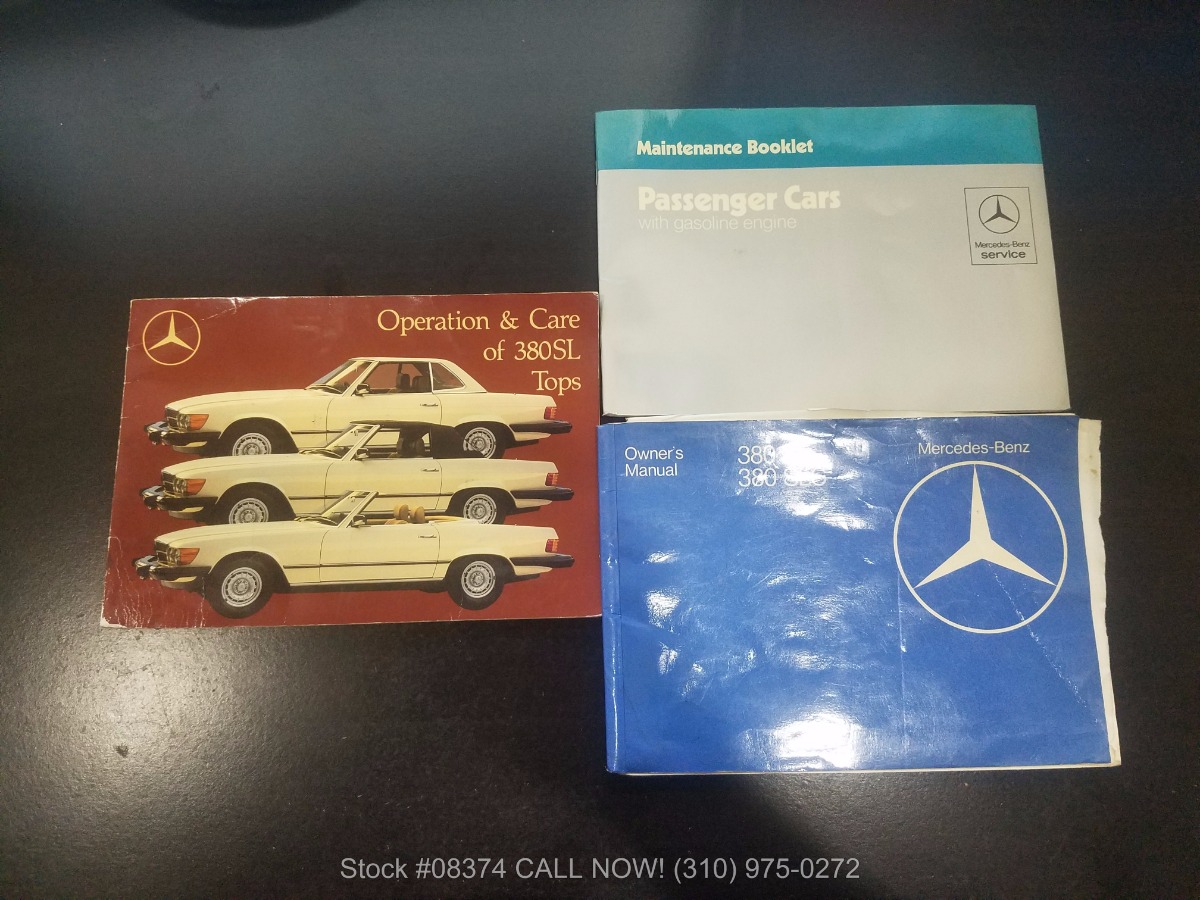 Maintenance Booklet
Passenger Cars
with gasoline engine
Mercedes-Benz
service
Operation & Care
of 380SL
Tops
Owner's
Manual
380
380
Mercedes-Benz
Stock #08374 CALL NOW! (310) 975-0272